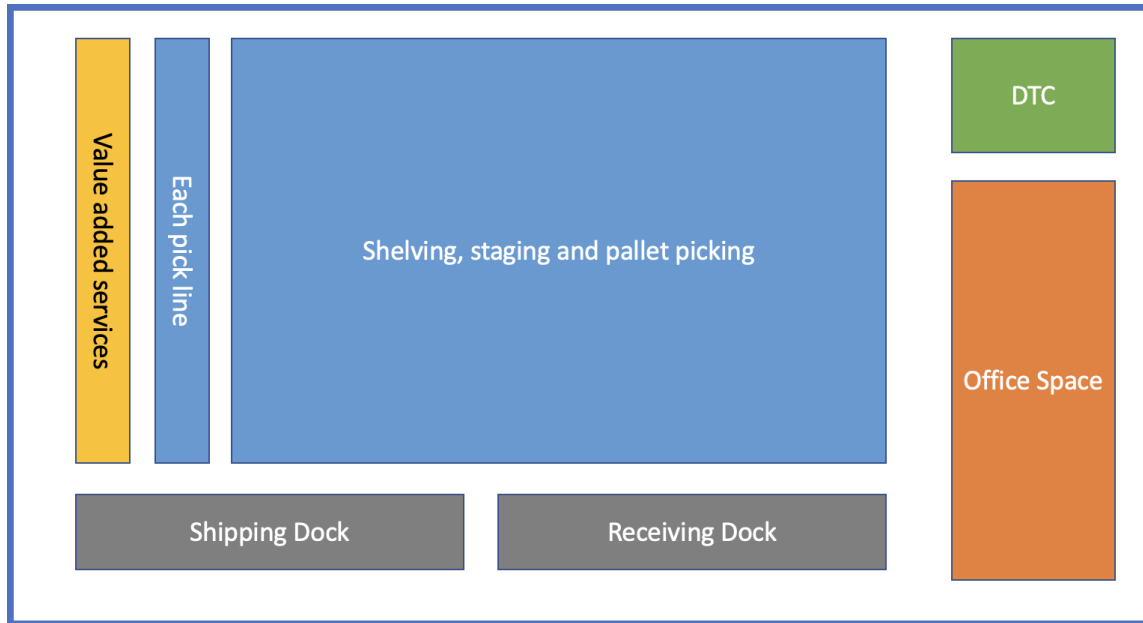 Value added services
Each pick line
Shelving, staging and pallet picking
DTC
Office Space
Shipping Dock
Receiving Dock